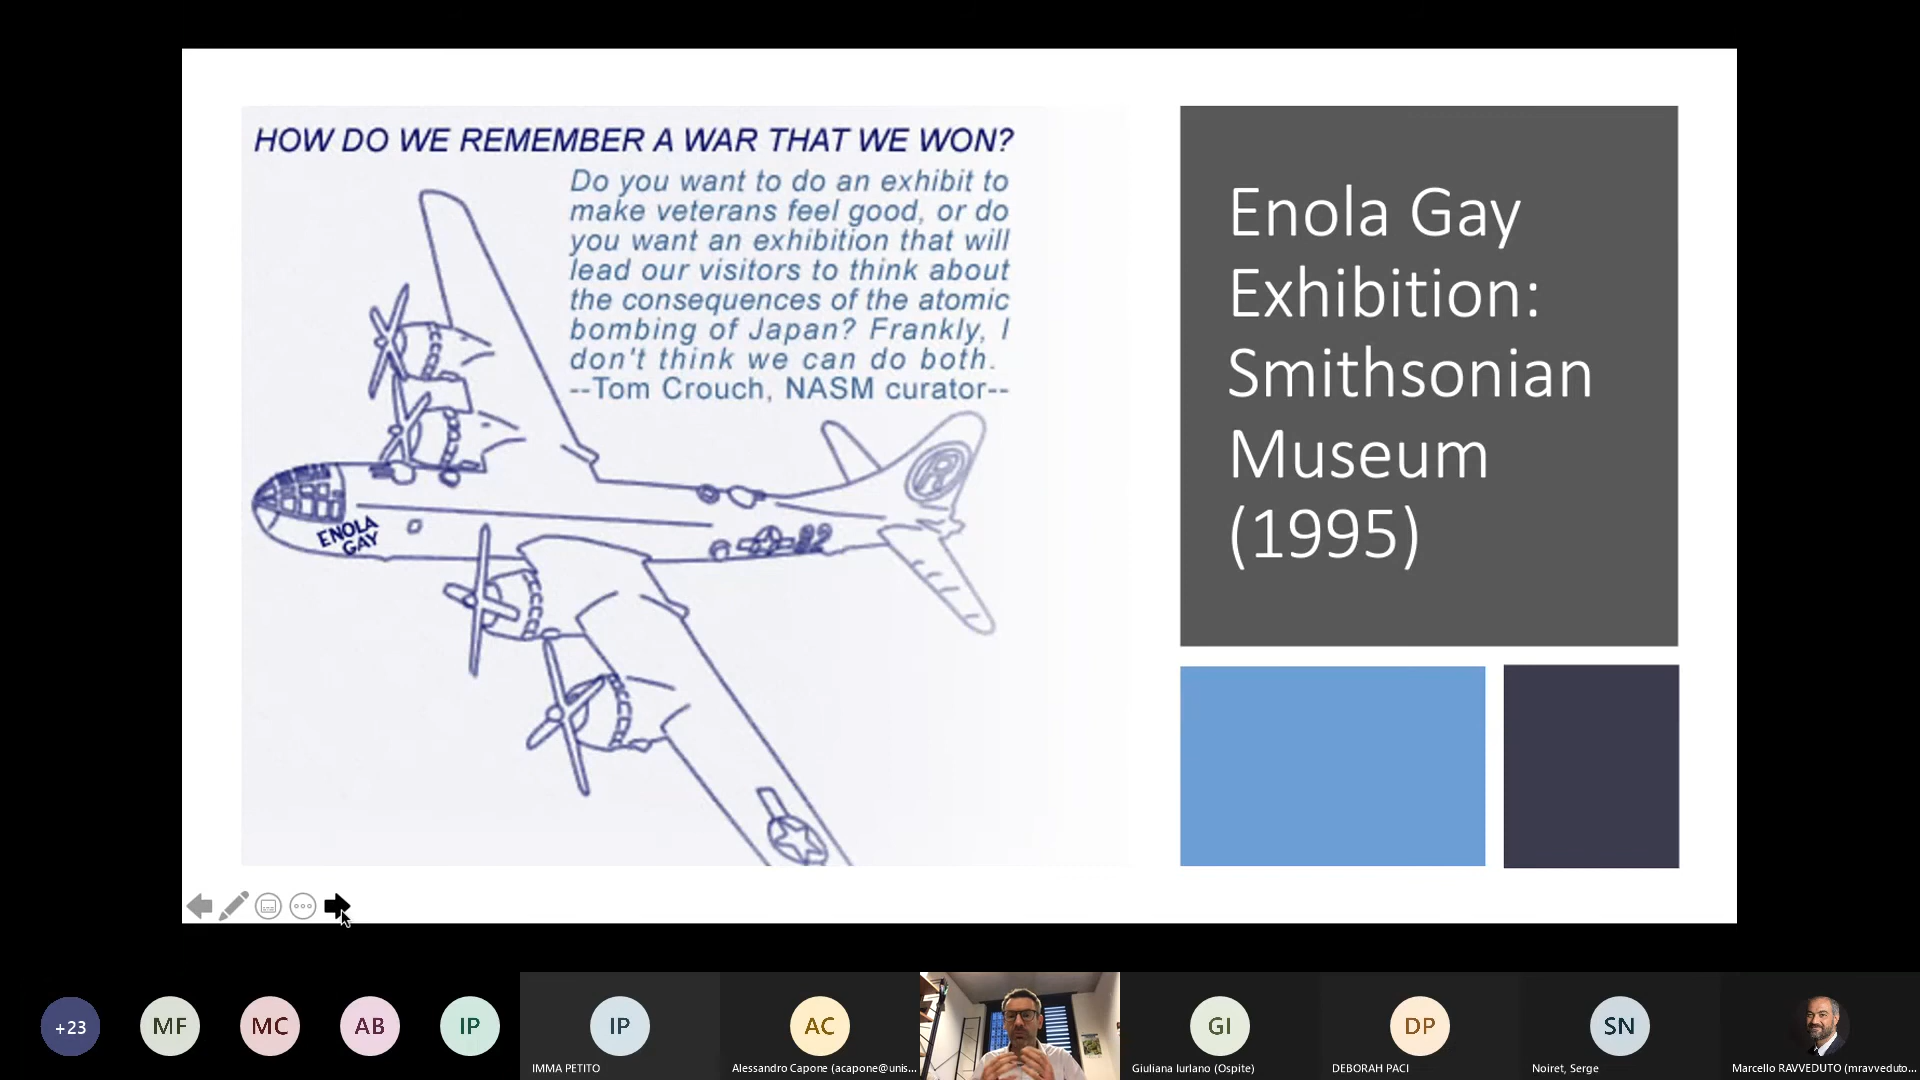 HOW DO WE REMEMBER A WAR THAT WE WON?
Do you want to do an exhibit to
make veterans feel good, or do
you want an exhibition that will
lead our visitors to think about
the consequences of the atomic
bombing of Japan? Frankly, I
don't think we can do both.
--Tom Crouch, NASM curator--
R
ENOLA
GAY
82
Enola Gay
Exhibition:
Smithsonian
Museum
(1995)
+23
MF
MC
AB
IP
IP
IMMA PETITO
AC
Alessandro Capone (acapone@unis...
GI
Giuliana Iurlano (Ospite)
DP
DEBORAH PACI
SN
Noiret, Serge
Marcello RAVVEDUTO (mravveduto...